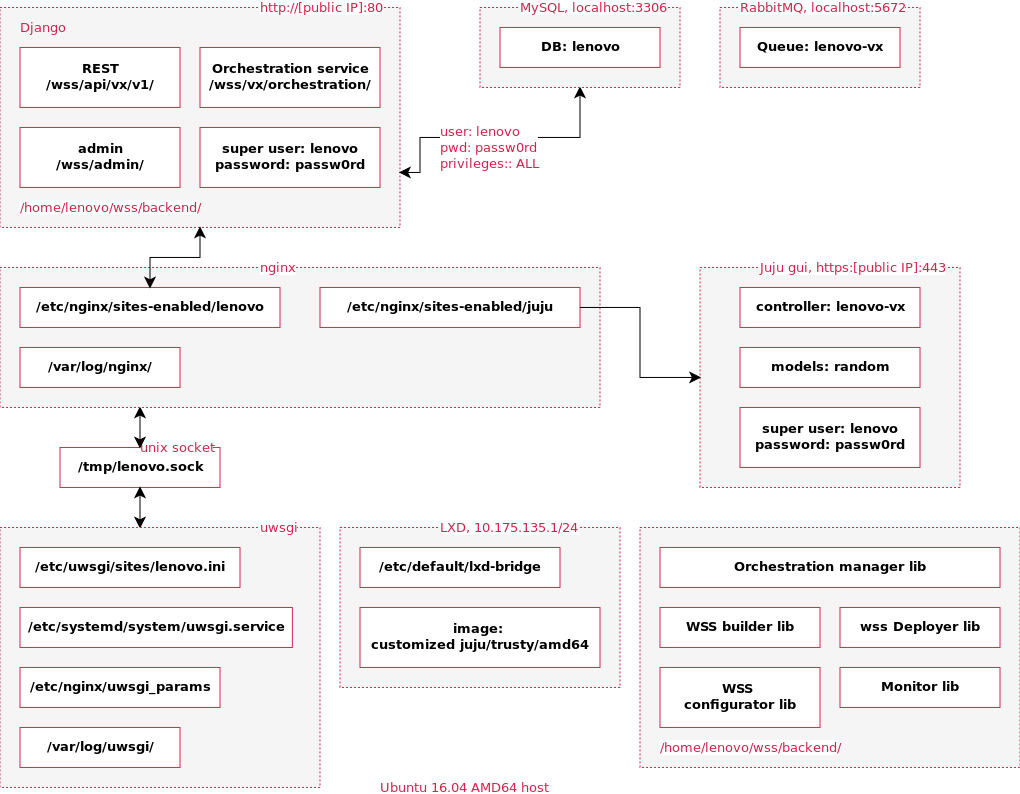 http://[public IP]:80
Django
REST
/wss/api/vx/v1/
Orchestration service
/wss/vx/orchestration/
admin
/wss/admin/
super user: lenovo
password: passw0rd
/home/lenovo/wss/backend/
MySQL, localhost:3306
DB: lenovo
RabbitMQ, localhost:5672
Queue: lenovo-vx
user: lenovo
pwd: passw0rd
privileges:: ALL
nginx
/etc/nginx/sites-enabled/lenovo
/etc/nginx/sites-enabled/juju
/var/log/nginx/
Juju gui, https:[public IP]:443
controller: lenovo-vx
models: random
super user: lenovo
password: passw0rd
unix socket
/tmp/lenovo.sock
uwsgi
/etc/uwsgi/sites/lenovo.ini
/etc/systemd/system/uwsgi.service
/etc/nginx/uwsgi_params
/var/log/uwsgi/
LXD, 10.175.135.1/24
/etc/default/lxd-bridge
image:
customized juju/trusty/amd64
Orchestration manager lib
WSS builder lib
wss Deployer lib
WSS
configurator lib
Monitor lib
/home/lenovo/wss/backend/
Ubuntu 16.04 AMD64 host